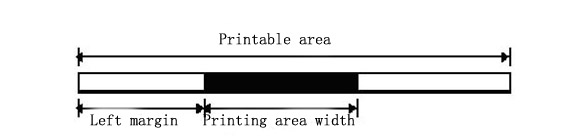 Printable area
Left margin
Printing area width